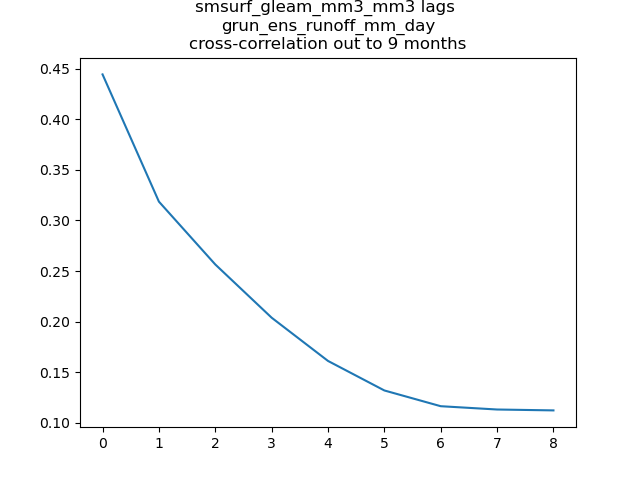 smsurf_gleam_mm3_mm3 lags
grun_ens_runoff_mm_day
cross-correlation out to 9 months
0.45
0.40
0.35
0.30
0.25
0.20
0.15
0.10
0 1 2 3 4 5 6 7 8